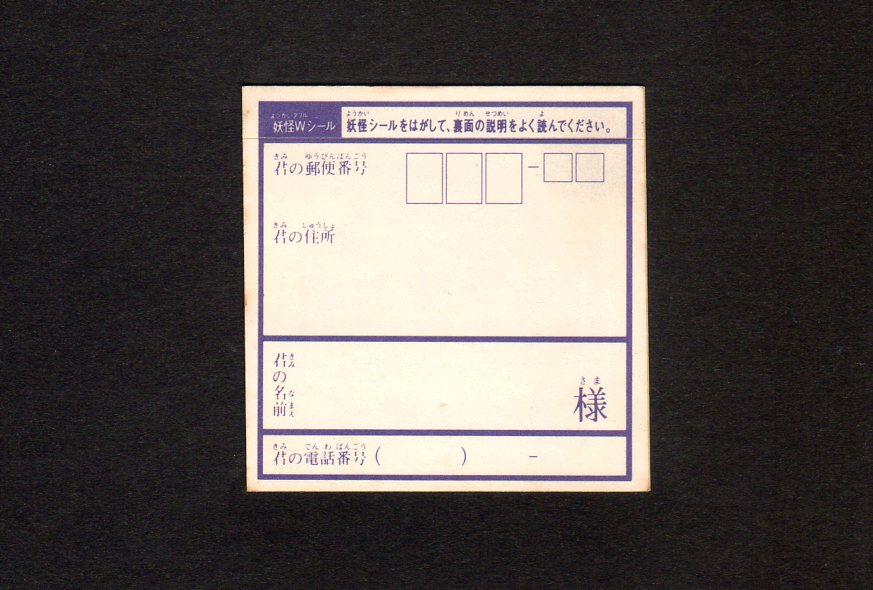 ようかいダブル
妖怪Wシール
ようかい りめん せつめい よ
妖怪シールをはがして、裏面の説明をよく読んでください。
きみ ゆうびんばんごう
君の郵便番号 -
きみ じゅうしょ
君の住所
君の名前
きみ なまえ
さま
様
きみ でんわばんごう
君の電話番号( ) -